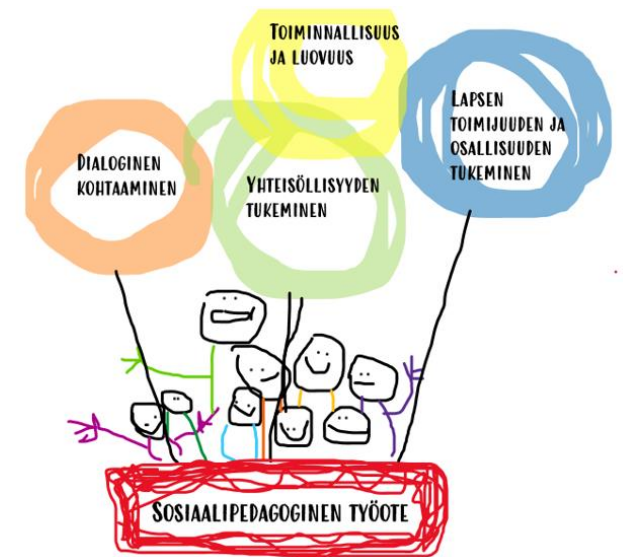 TOIMINNALLISUUS
JA LUOVUUS
LAPSEN
TOIMIJUUDEN JA
OSALLISUUDEN
TUKEMINEN
DIALOGINEN
KOHTAAMINEN
YHTEISÖLLISYYDEN
TUKEMINEN
SOSIAALIPEDAGOGINEN TYÖOTE